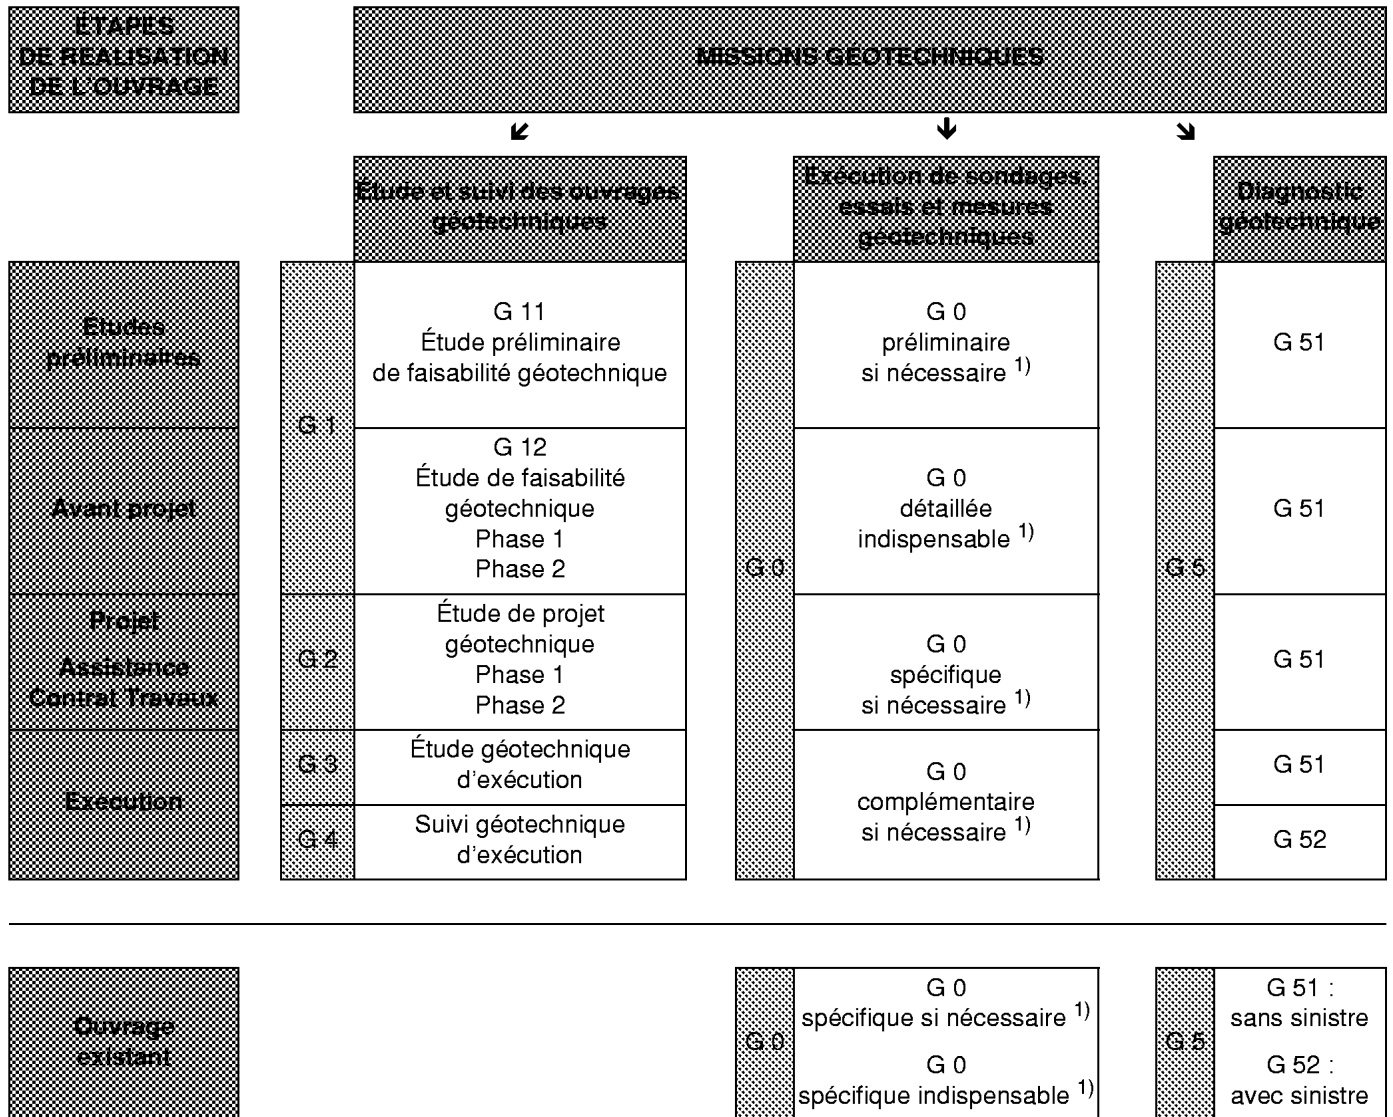 ÉTAPES
DE RÉALISATION
DE L'OUVRAGE
MISSIONS GÉOTECHNIQUES
Étude et suivi des ouvrages
géotechniques
Exécution de sondages,
essais et mesures
géotechniques
Diagnostic
géotechnique
Études
préliminaires
G 1
G 11
Étude préliminaire
de faisabilité géotechnique
G 0
préliminaire
si nécessaire 1)
G 51
Avant projet
G 12
Étude de faisabilité
géotechnique
Phase 1
Phase 2
G 0
G 0
détaillée
indispensable 1)
G 5
G 51
Projet
Assistance
Contrat Travaux
G 2
Étude de projet
géotechnique
Phase 1
Phase 2
G 0
spécifique
si nécessaire 1)
G 51
Exécution
G 3
Étude géotechnique
d'exécution
G 0
complémentaire
si nécessaire 1)
G 51
G 4
Suivi géotechnique
d'exécution
G 52
Ouvrage
existant
G 0
G 0
spécifique si nécessaire 1)
G 0
spécifique indispensable 1)
G 5
G 51 :
sans sinistre
G 52 :
avec sinistre